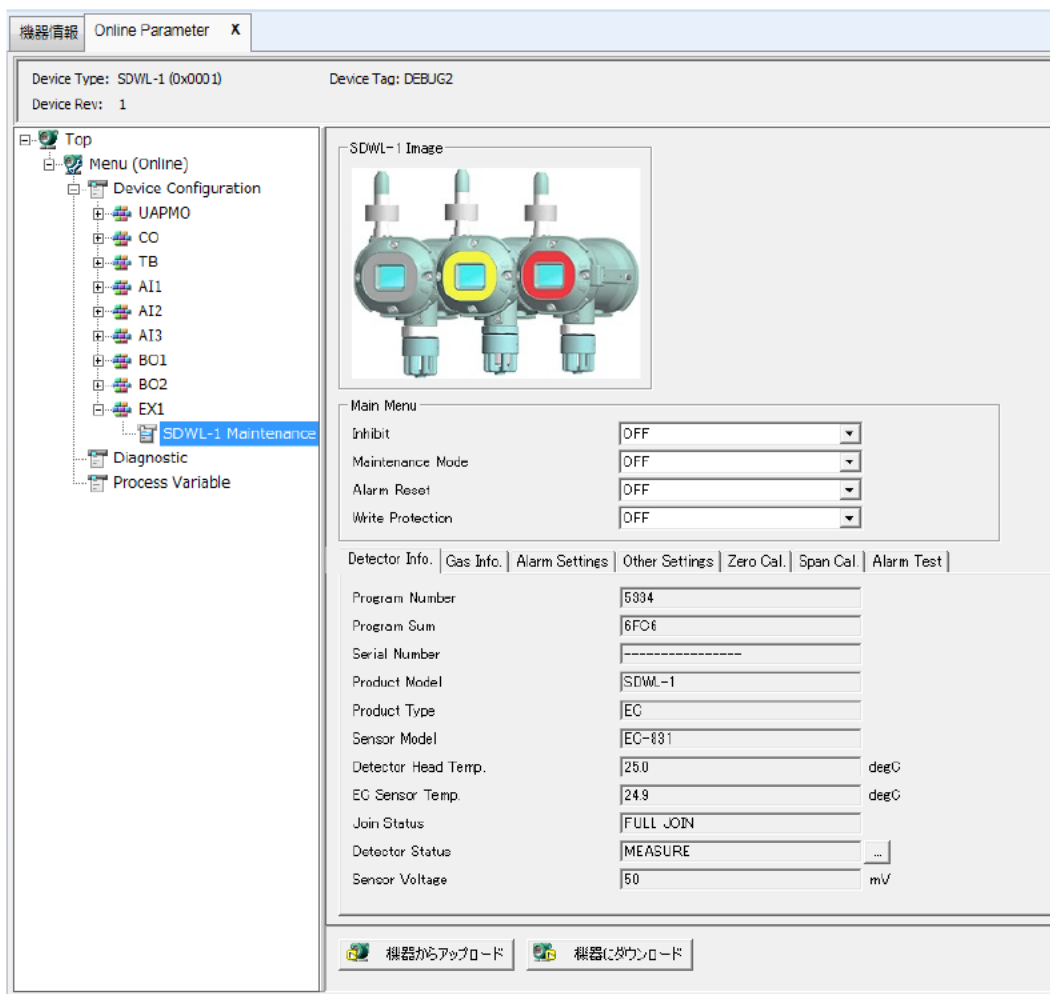 機器情報 Online Parameter X
Device Type: SDWL-1 (0x0001) Device Tag: DEBUG2
Device Rev: 1
Top
Menu (Online)
Device Configuration
UAPMO
CO
TB
AI1
AI2
AI3
BO1
BO2
EX1
SDWL-1 Maintenance
Diagnostic
Process Variable
SDWL-1 Image
Main Menu
Inhibit OFF
Maintenance Mode OFF
Alarm Reset OFF
Write Protection OFF
Detector Info. Gas Info. Alarm Settings Other Settings Zero Cal. Span Cal. Alarm Test
Program Number 5334
Program Sum 6FC6
Serial Number ----------------
Product Model SDWL-1
Product Type EC
Sensor Model EC-831
Detector Head Temp. 25.0 degC
EC Sensor Temp. 24.9 degC
Join Status FULL JOIN
Detector Status MEASURE ...
Sensor Voltage 50 mV
機器からアップロード 機器にダウンロード